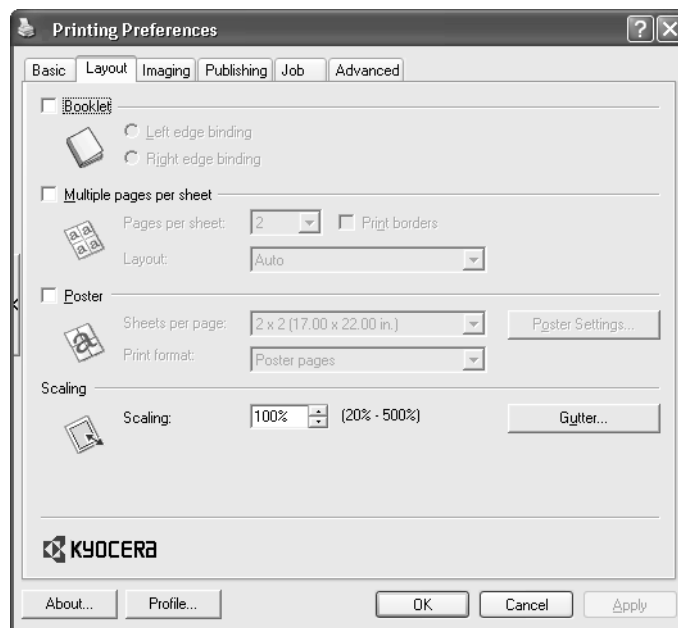 Printing Preferences
Basic Layout Imaging Publishing Job Advanced
Booklet
Left edge binding
Right edge binding
Multiple pages per sheet
Pages per sheet: 2 Print borders
Layout: Auto
Poster
Sheets per page: 2 x 2 (17.00 x 22.00 in.) Poster Settings...
Print format: Poster pages
Scaling
Scaling: 100% (20% - 500%) Gutter...
KYOCERA
About... Profile... OK Cancel Apply